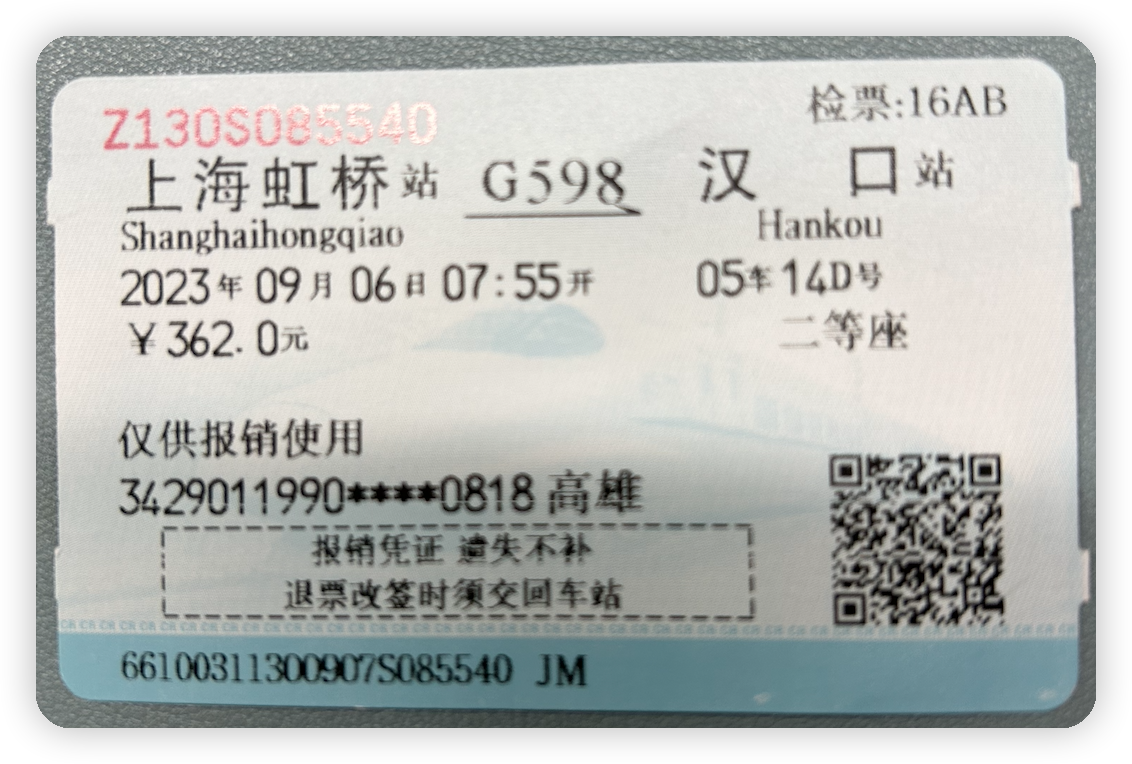 Z130S085540 检票:16AB
上海虹桥站 G598 汉口站
Shanghaihongqiao Hankou
2023年09月06日07:55开 05车14D号
¥362.0元 二等座
仅供报销使用
3429011990****0818 高雄
报销凭证 遗失不补
退票改签时须交回车站
66100311300907S085540 JM